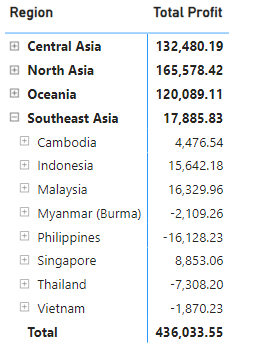 Region Total Profit
Central Asia 132,480.19
North Asia 165,578.42
Oceania 120,089.11
Southeast Asia 17,885.83
Cambodia 4,476.54
Indonesia 15,642.18
Malaysia 16,329.96
Myanmar (Burma) -2,109.26
Philippines -16,128.23
Singapore 8,853.06
Thailand -7,308.20
Vietnam -1,870.23
Total 436,033.55